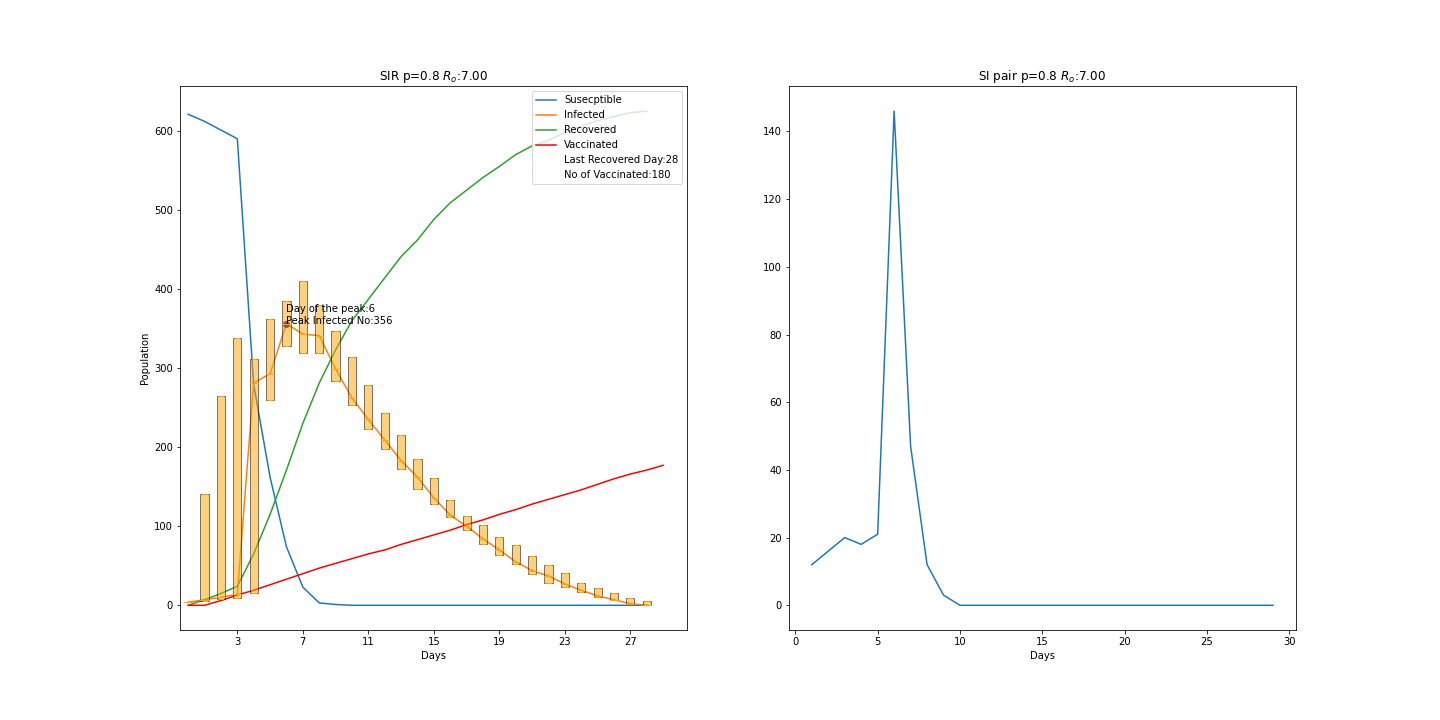 SIR p=0.8 Rₒ:7.00
Susecptible
Infected
Recovered
Vaccinated
Last Recovered Day:28
No of Vaccinated:180
600
500
400
300
200
100
0
Population
Day of the peak:6
Peak Infected No:356
3 7 11 15 19 23 27
Days
SI pair p=0.8 Rₒ:7.00
140
120
100
80
60
40
20
0
0 5 10 15 20 25 30
Days